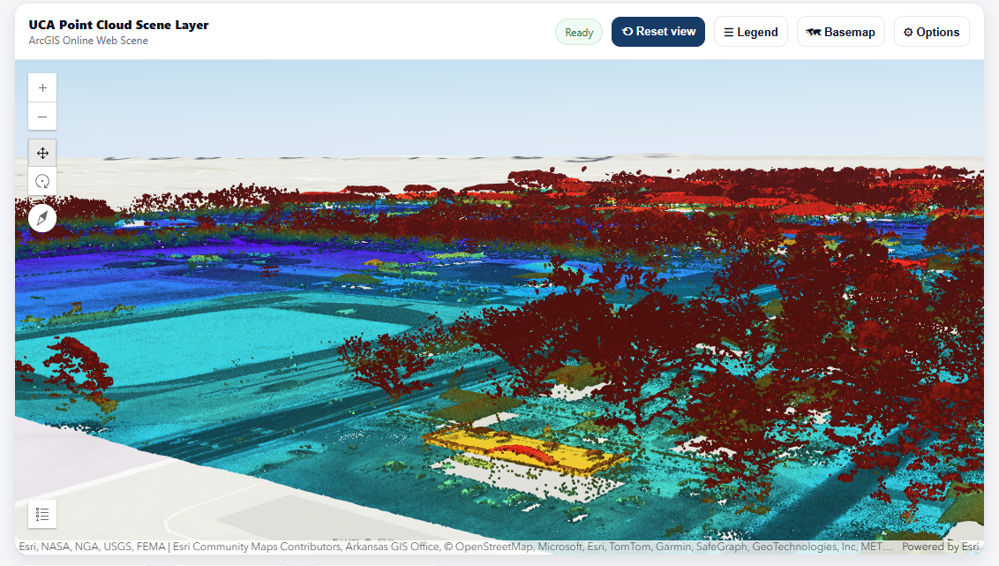 UCA Point Cloud Scene Layer
ArcGIS Online Web Scene
Ready
Reset view
Legend
Basemap
Options
Esri, NASA, NGA, USGS, FEMA | Esri Community Maps Contributors, Arkansas GIS Office, © OpenStreetMap, Microsoft, Esri, TomTom, Garmin, SafeGraph, GeoTechnologies, Inc, MET... Powered by Esri